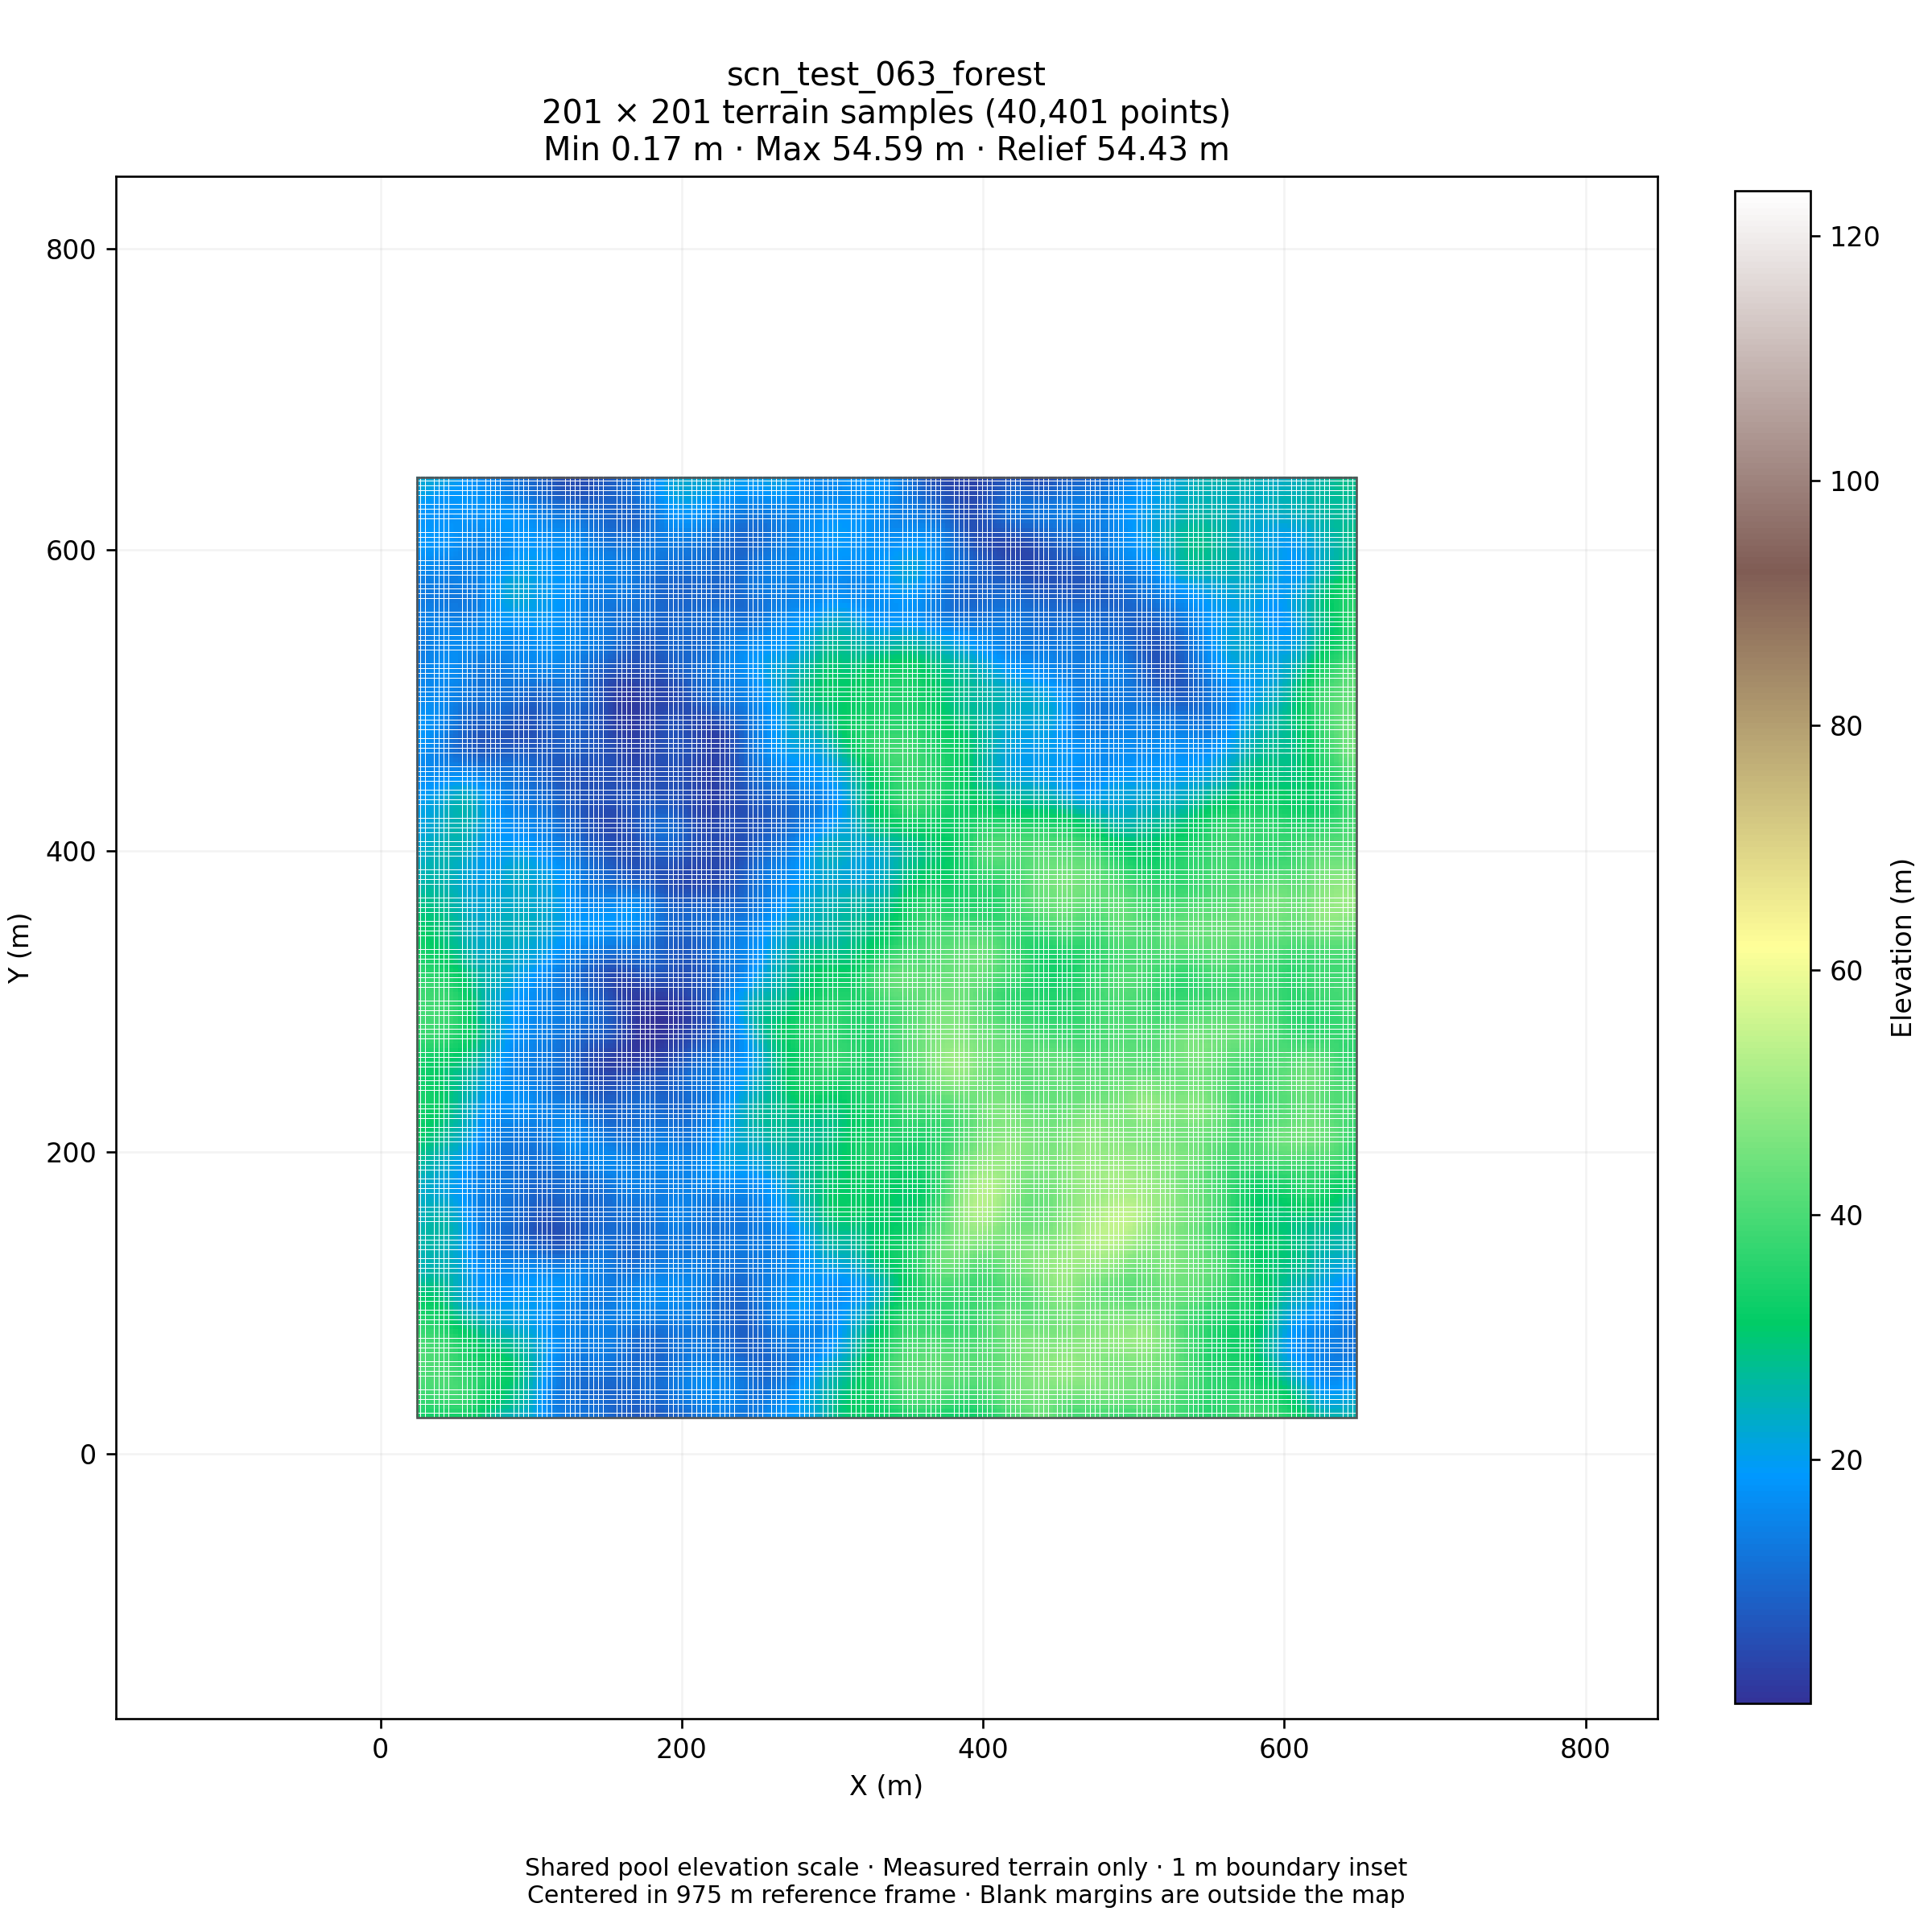 scn_test_063_forest
201 × 201 terrain samples (40,401 points)
Min 0.17 m · Max 54.59 m · Relief 54.43 m
800
600
400
200
0
Y (m)
0
200
400
600
800
X (m)
120
100
80
60
40
20
Elevation (m)
Shared pool elevation scale · Measured terrain only · 1 m boundary inset
Centered in 975 m reference frame · Blank margins are outside the map